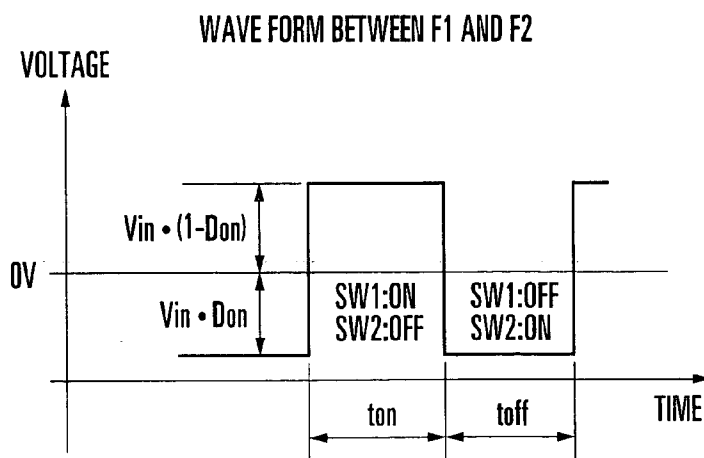 WAVE FORM BETWEEN F1 AND F2
VOLTAGE
Vin • (1-Don)
0V
Vin • Don
SW1:ON
SW2:OFF
SW1:OFF
SW2:ON
TIME
ton
toff